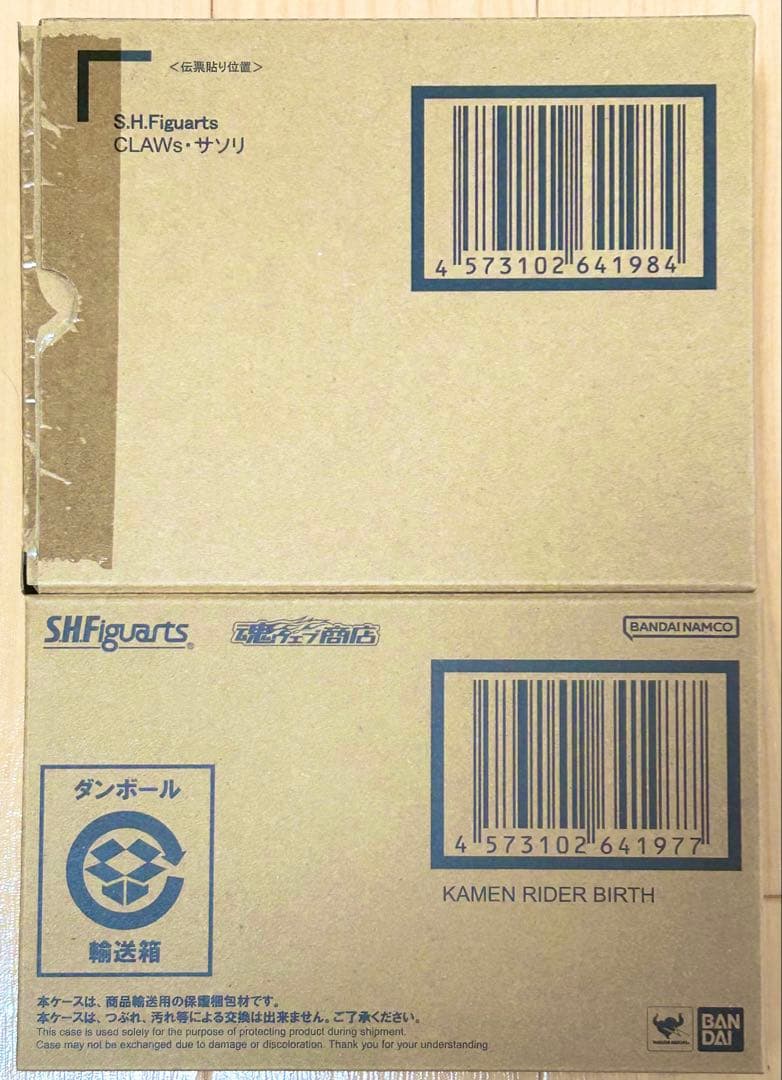 <伝票貼り位置>
S.H.Figuarts
CLAWs・サソリ
4 573102 641984
S.H.Figuarts®
魂ウェブ商店
BANDAI NAMCO
4 573102 641977
KAMEN RIDER BIRTH
ダンボール
輸送箱
本ケースは、商品輸送用の保護梱包材です。
本ケースは、つぶれ、汚れ等による交換は出来ません。ご了承ください。
This case is used solely for the purpose of protecting product during shipment.
Case may not be exchanged due to damage or discoloration. Thank you for your understanding.
BAN
DAI